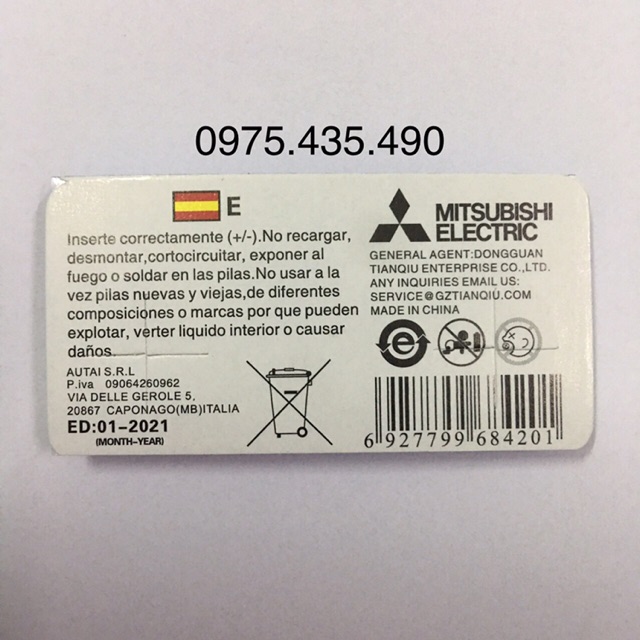 0975.435.490
E
Inserte correctamente (+/-).No recargar,
desmontar,cortocircuitar, exponer al
fuego o soldar en las pilas.No usar a la
vez pilas nuevas y viejas,de diferentes
composiciones o marcas por que pueden
explotar, verter liquido interior o causar
daños.
AUTAI S.R.L
P.iva 09064260962
VIA DELLE GEROLE 5,
20867 CAPONAGO(MB)ITALIA
ED:01-2021
(MONTH-YEAR)
MITSUBISHI
ELECTRIC
GENERAL AGENT:DONGGUAN
TIANQIU ENTERPRISE CO.,LTD.
ANY INQUIRIES EMAIL US:
SERVICE@GZTIANQIU.COM
MADE IN CHINA
e
6 927799 684201